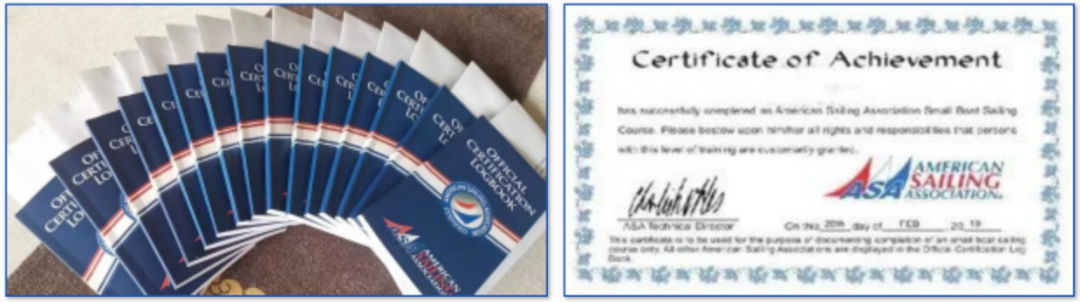 OFFICIAL
CERTIFICATION
LOGBOOK
ASA
AMERICAN
SAILING
ASSOCIATION
Certificate of Achievement
has successfully completed an American Sailing Association Small Boat Sailing
Course. Please bestow upon him/her all rights and responsibilities that persons
with this level of training are customarily granted.
ASA AMERICAN
SAILING
ASSOCIATION
ASA Technical Director
On this 20th day of FEB , 20 19
This certificate is to be used for the purpose of documenting completion of an small boat sailing
course only. All other American Sailing Associations are displayed in the Official Certification Log
Book.